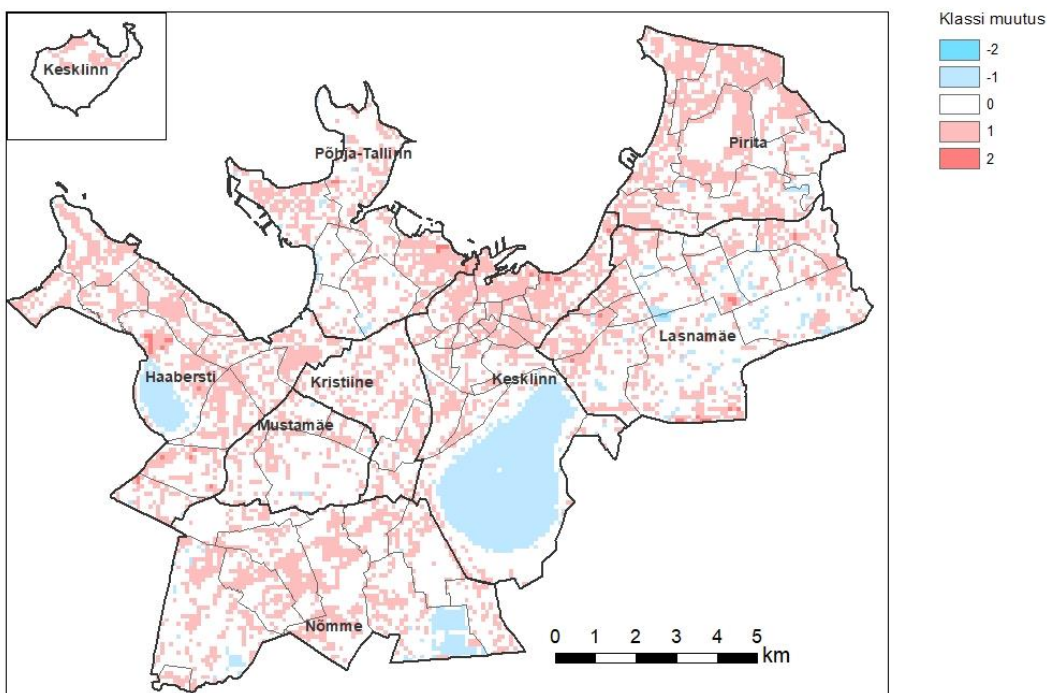 Klassi muutus
-2
-1
0
1
2
Kesklinn
Põhja-Tallinn
Pirita
Lasnamäe
Haabersti
Kristiine
Kesklinn
Mustamäe
Nõmme
0 1 2 3 4 5
km